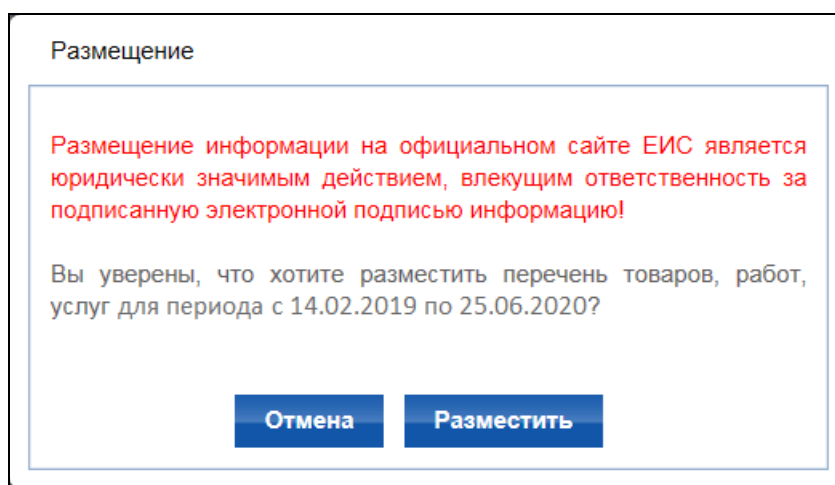 Размещение
Размещение информации на официальном сайте ЕИС является
юридически значимым действием, влекущим ответственность за
подписанную электронной подписью информацию!
Вы уверены, что хотите разместить перечень товаров, работ,
услуг для периода с 14.02.2019 по 25.06.2020?
Отмена
Разместить